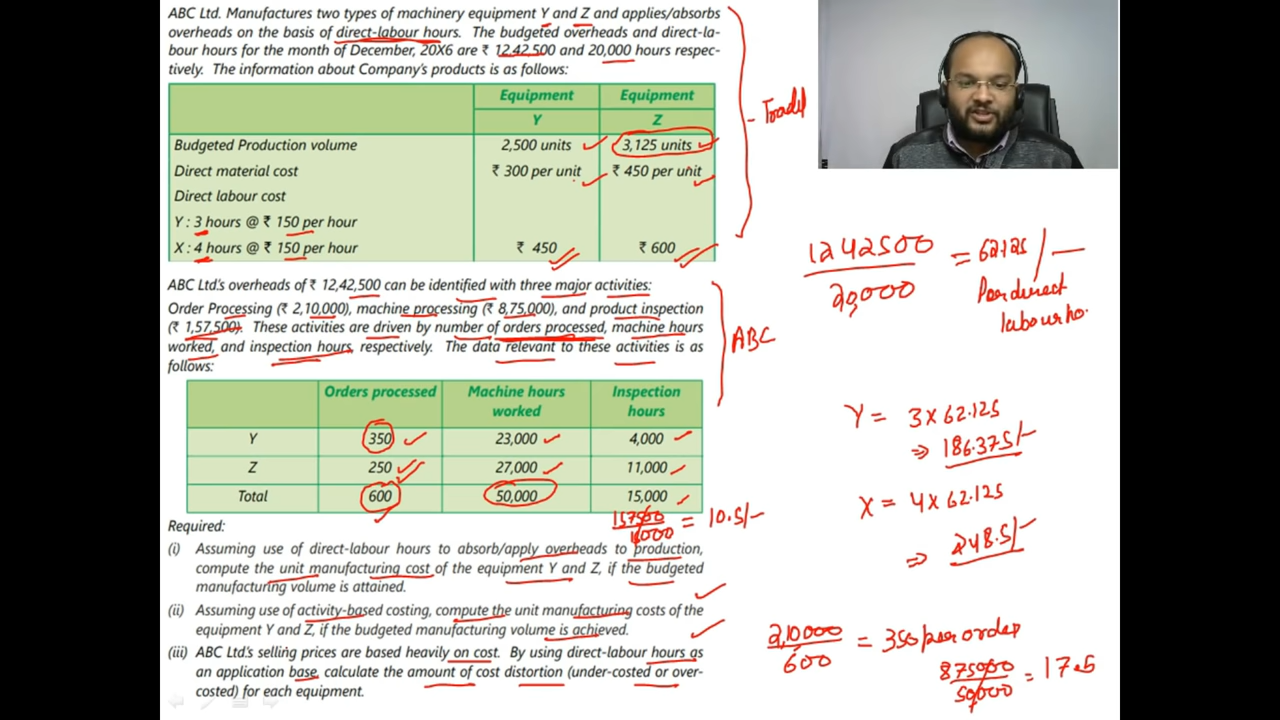 ABC Ltd. Manufactures two types of machinery equipment Y and Z and applies/absorbs
overheads on the basis of direct-labour hours. The budgeted overheads and direct-la-
bour hours for the month of December, 20X6 are ₹ 12,42,500 and 20,000 hours respec-
tively. The information about Company's products is as follows:
Equipment Equipment
Y Z
Budgeted Production volume 2,500 units 3,125 units
Direct material cost ₹ 300 per unit ₹ 450 per unit
Direct labour cost
Y : 3 hours @ ₹ 150 per hour
X : 4 hours @ ₹ 150 per hour ₹ 450 ₹ 600
ABC Ltd.'s overheads of ₹ 12,42,500 can be identified with three major activities:
Order Processing (₹ 2,10,000), machine processing (₹ 8,75,000), and product inspection
(₹ 1,57,500). These activities are driven by number of orders processed, machine hours
worked, and inspection hours, respectively. The data relevant to these activities is as
follows:
Orders processed Machine hours worked Inspection hours
Y 350 23,000 4,000
Z 250 27,000 11,000
Total 600 50,000 15,000
157500 / 15000 = 10.5/-
Required:
(i) Assuming use of direct-labour hours to absorb/apply overheads to production,
compute the unit manufacturing cost of the equipment Y and Z, if the budgeted
manufacturing volume is attained.
(ii) Assuming use of activity-based costing, compute the unit manufacturing costs of the
equipment Y and Z, if the budgeted manufacturing volume is achieved.
(iii) ABC Ltd.'s selling prices are based heavily on cost. By using direct-labour hours as
an application base, calculate the amount of cost distortion (under-costed or over-
costed) for each equipment.
ABC
1242500 / 20,000 = 62.125/-
Per direct
labour ho.
Y = 3 x 62.125
⇒ 186.375/-
X = 4 x 62.125
⇒ 248.5/-
2,10000 / 600 = 350 per order
875000 / 50,000 = 17.5